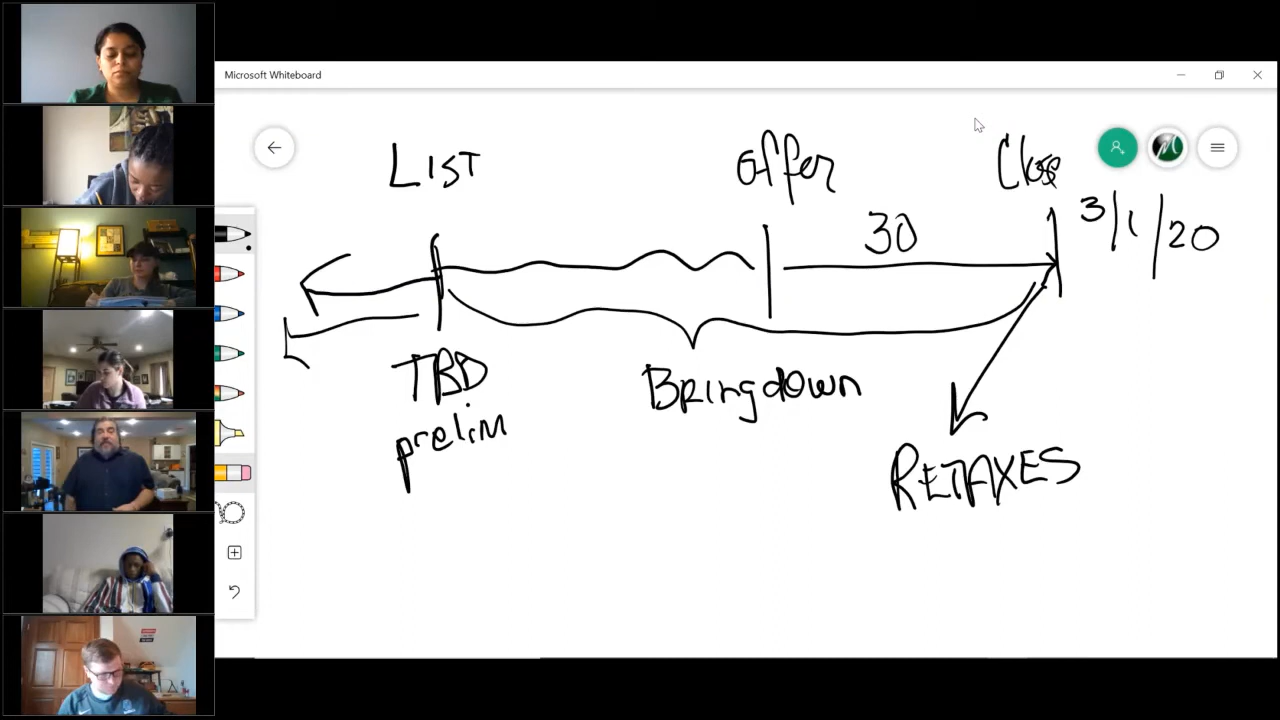 Microsoft Whiteboard
LIST
offer
Close
3/1/20
30
TBD
prelim
Bringdown
RETAXES